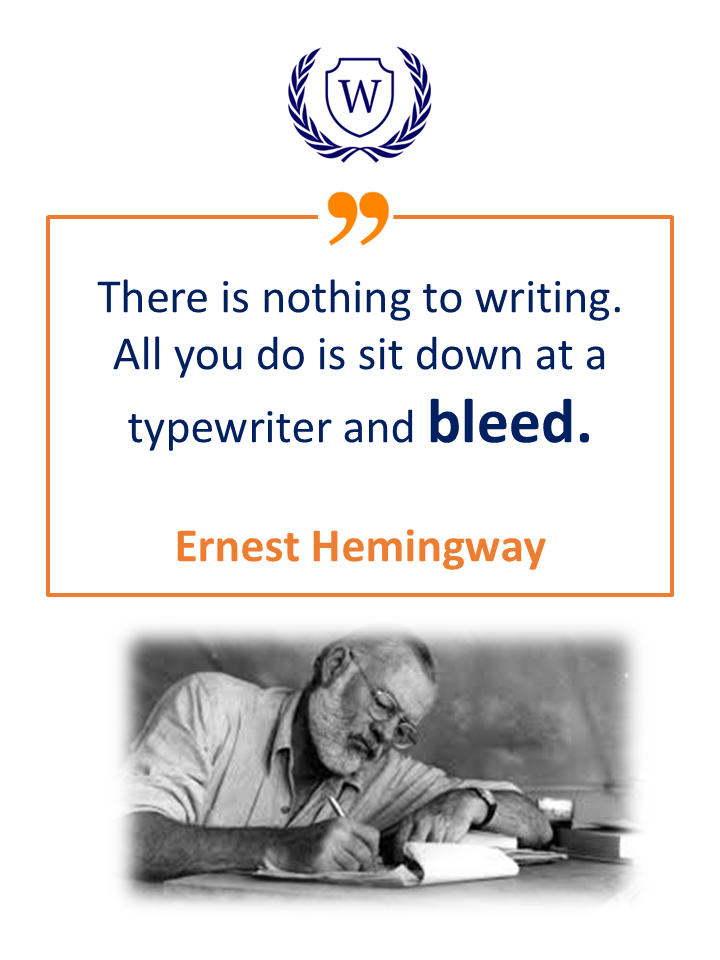 W
”
There is nothing to writing.
All you do is sit down at a
typewriter and bleed.
Ernest Hemingway